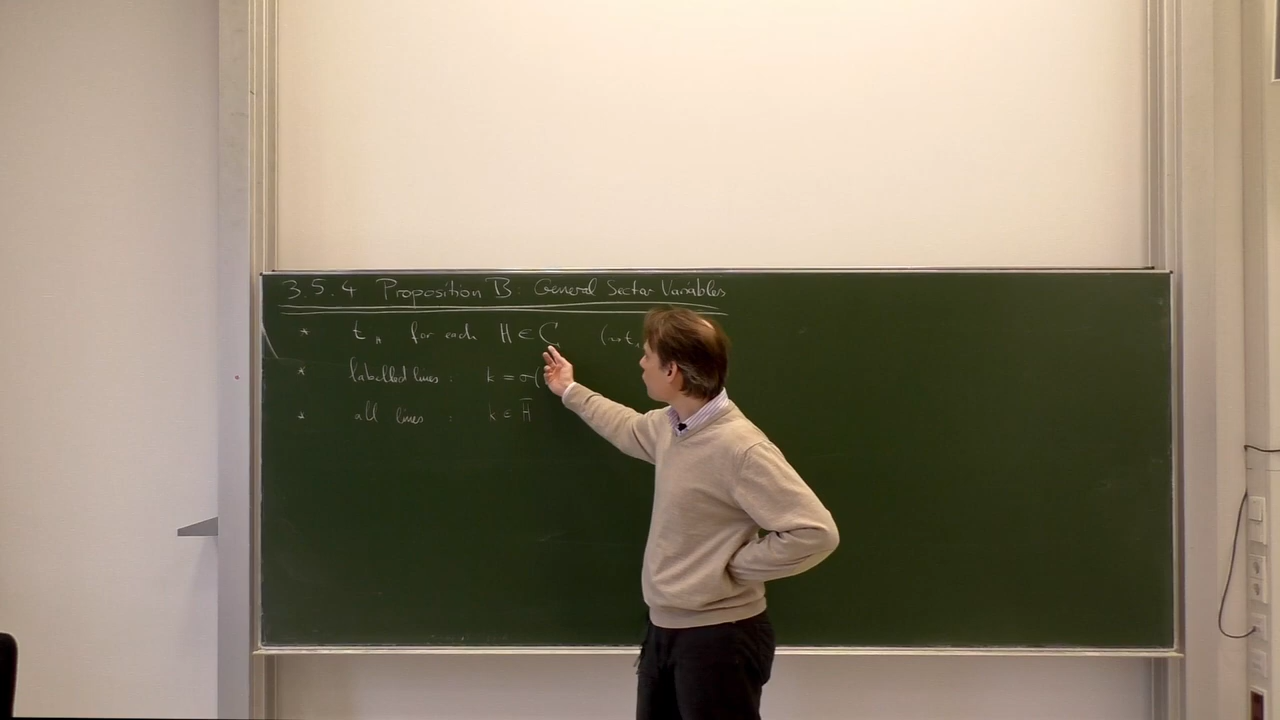 3.5.4 Proposition B: General Sector Variables
* t_H for each H ∈ C (→ t
* labelled lines : k = σ(
* all lines : k ∈ H̅